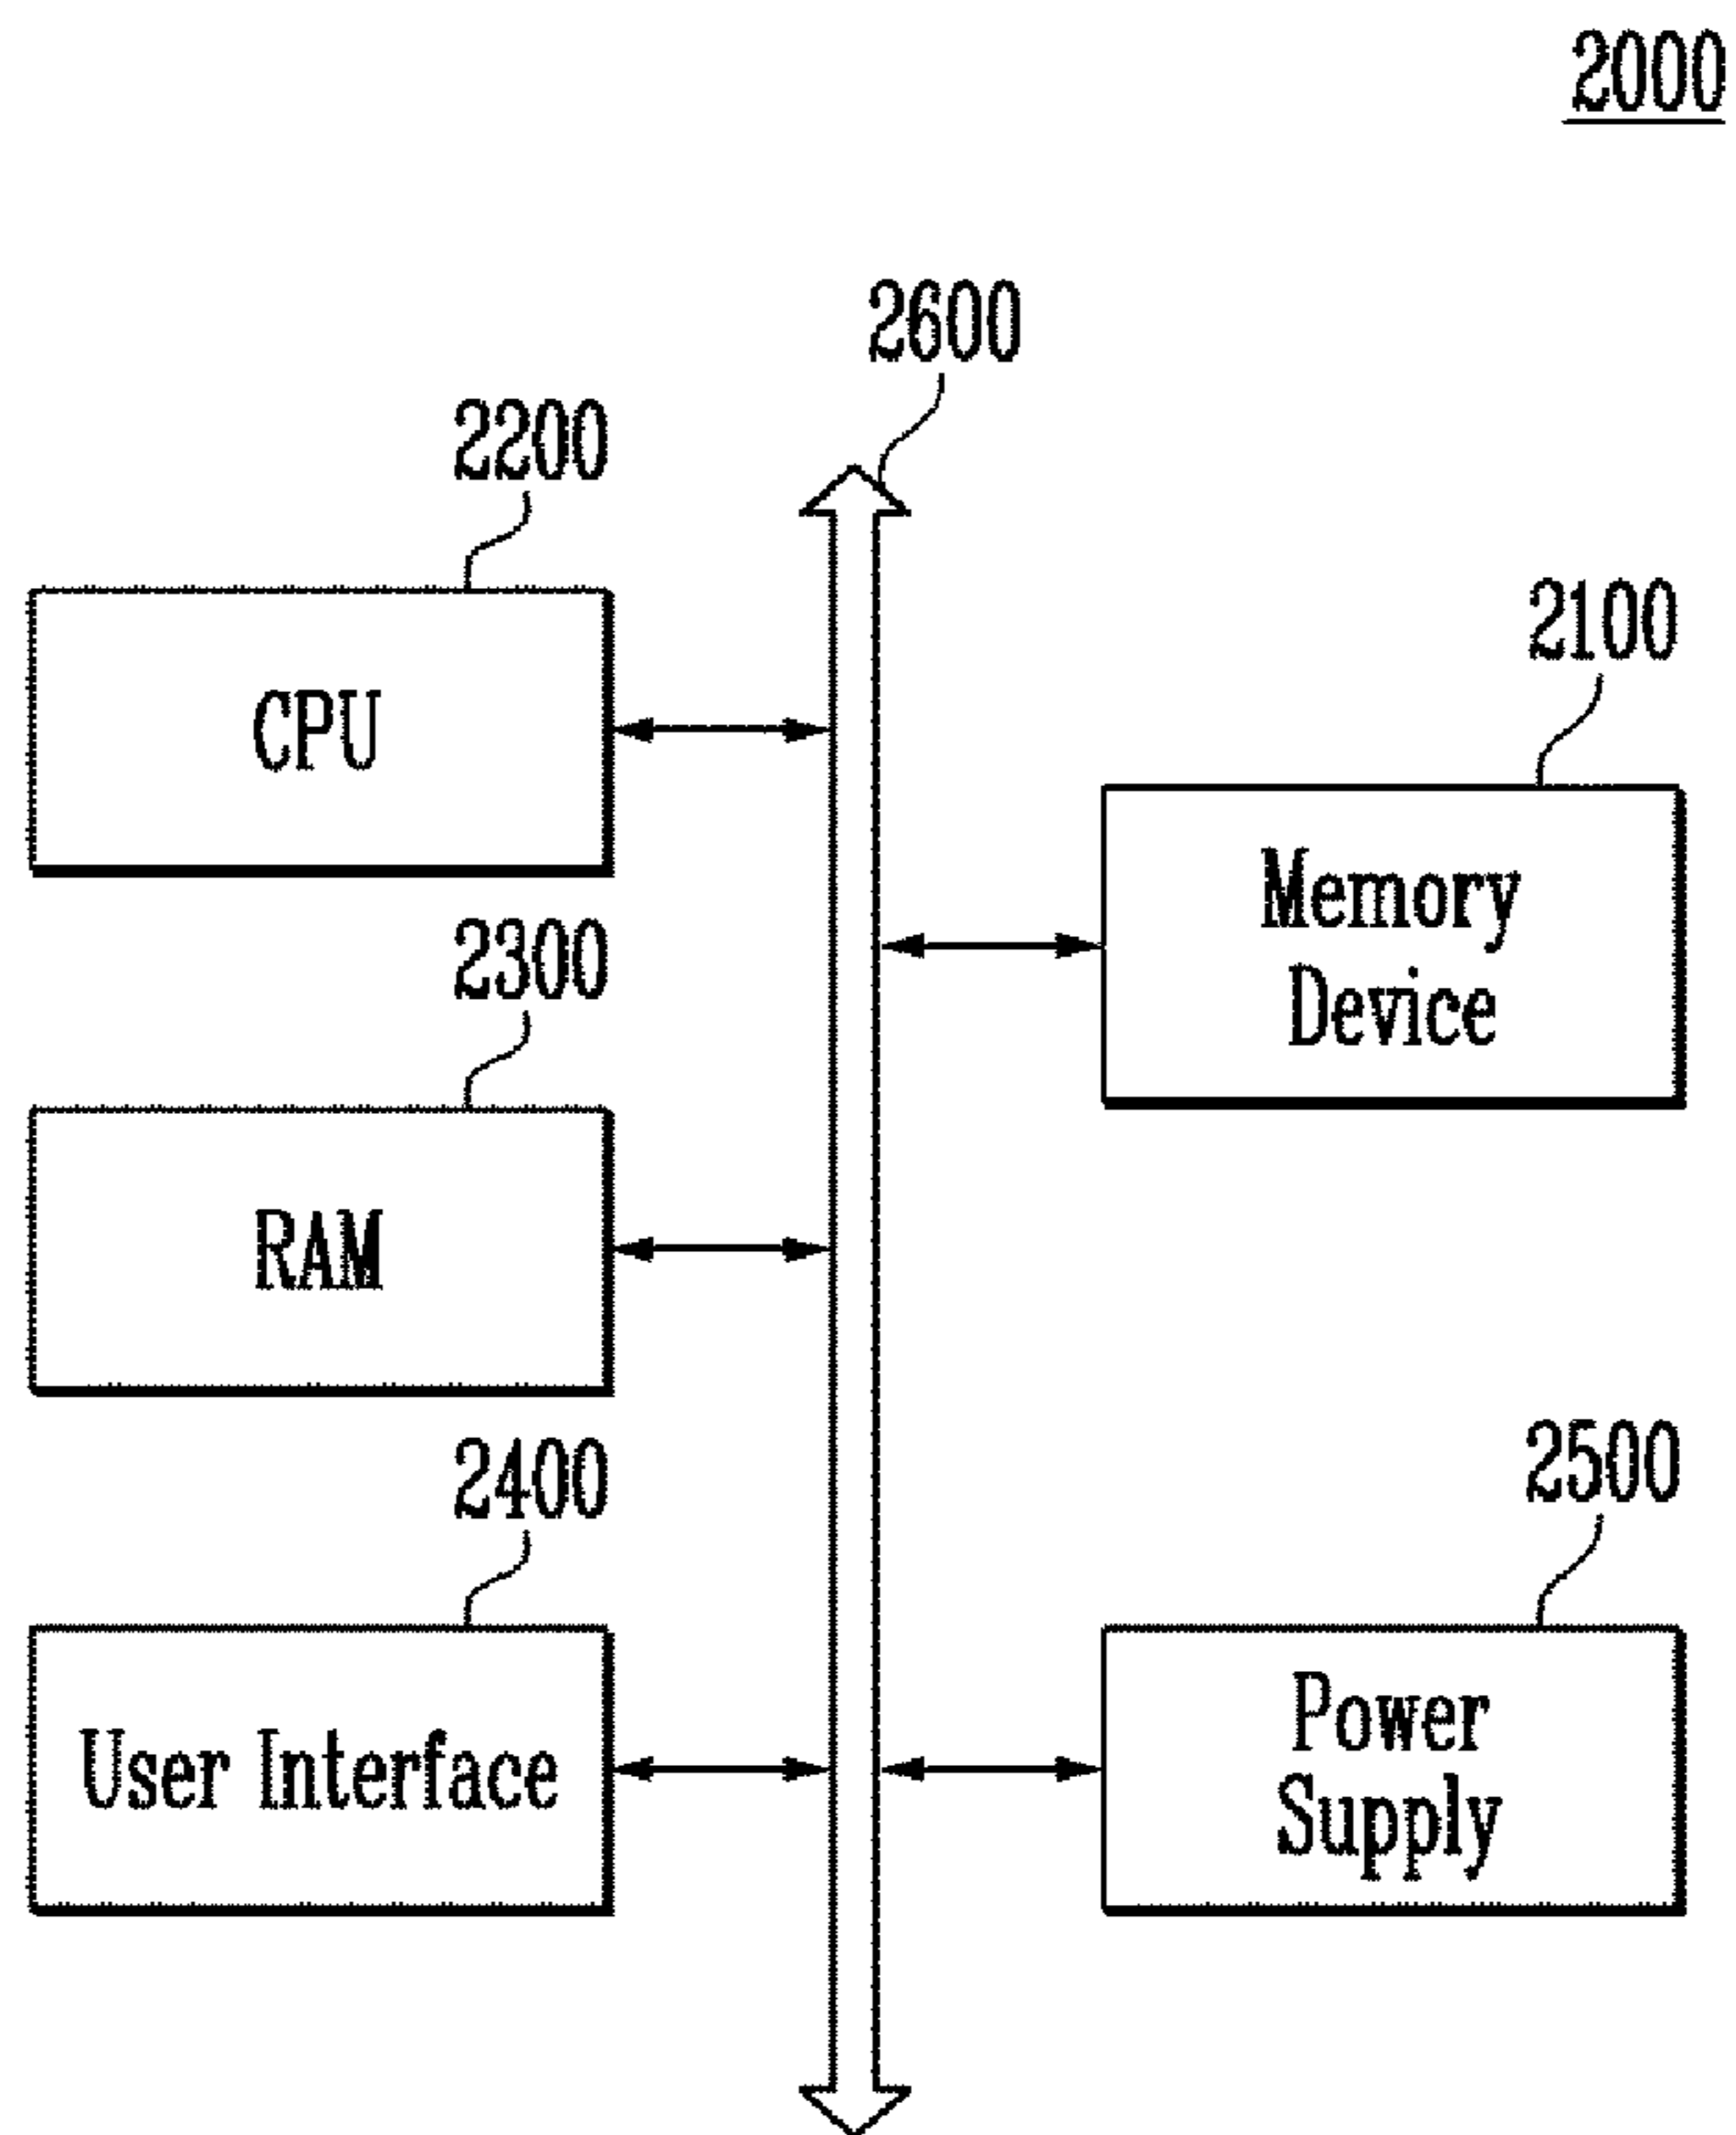 2000
2600
2200
CPU
2100
Memory
Device
2300
RAM
2400
User Interface
2500
Power
Supply